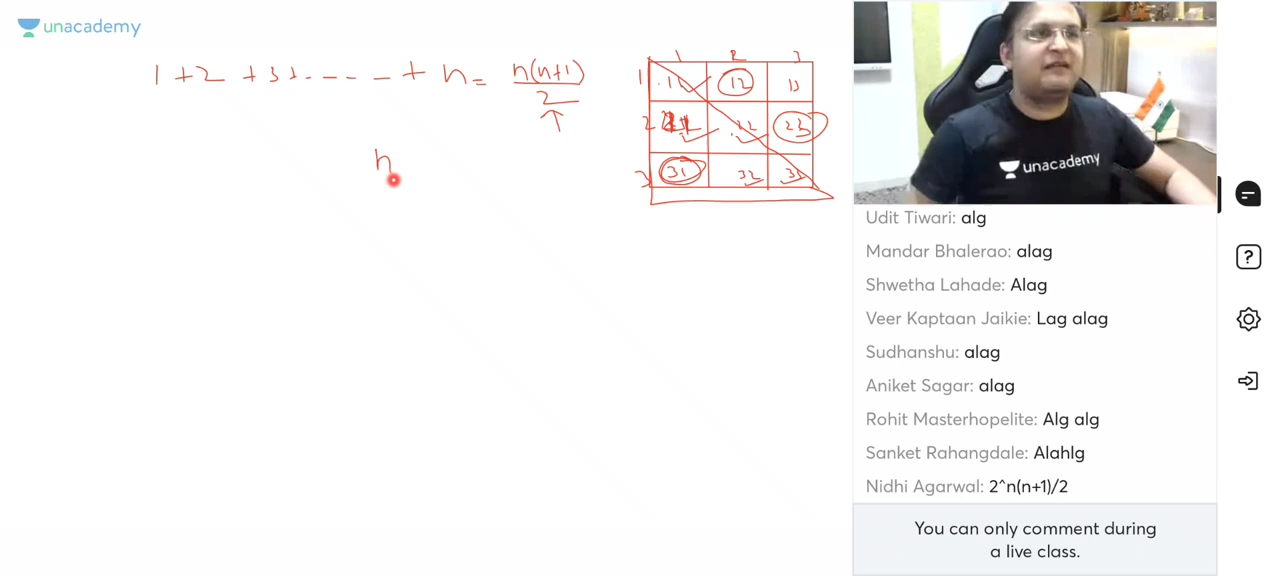 unacademy
1 + 2 + 3 + - - - - + n = n(n+1)/2
n
1 2 3
1 11 12 13
2 21 22 23
3 31 32 33
unacademy
Udit Tiwari: alg
Mandar Bhalerao: alag
Shwetha Lahade: Alag
Veer Kaptaan Jaikie: Lag alag
Sudhanshu: alag
Aniket Sagar: alag
Rohit Masterhopelite: Alg alg
Sanket Rahangdale: Alahlg
Nidhi Agarwal: 2^n(n+1)/2
You can only comment during
a live class.